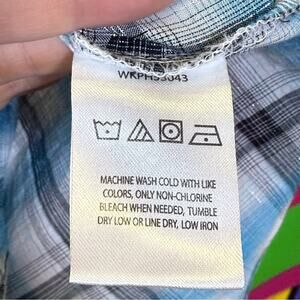 WKPH53043
MACHINE WASH COLD WITH LIKE
COLORS, ONLY NON-CHLORINE
BLEACH WHEN NEEDED, TUMBLE
DRY LOW OR LINE DRY, LOW IRON